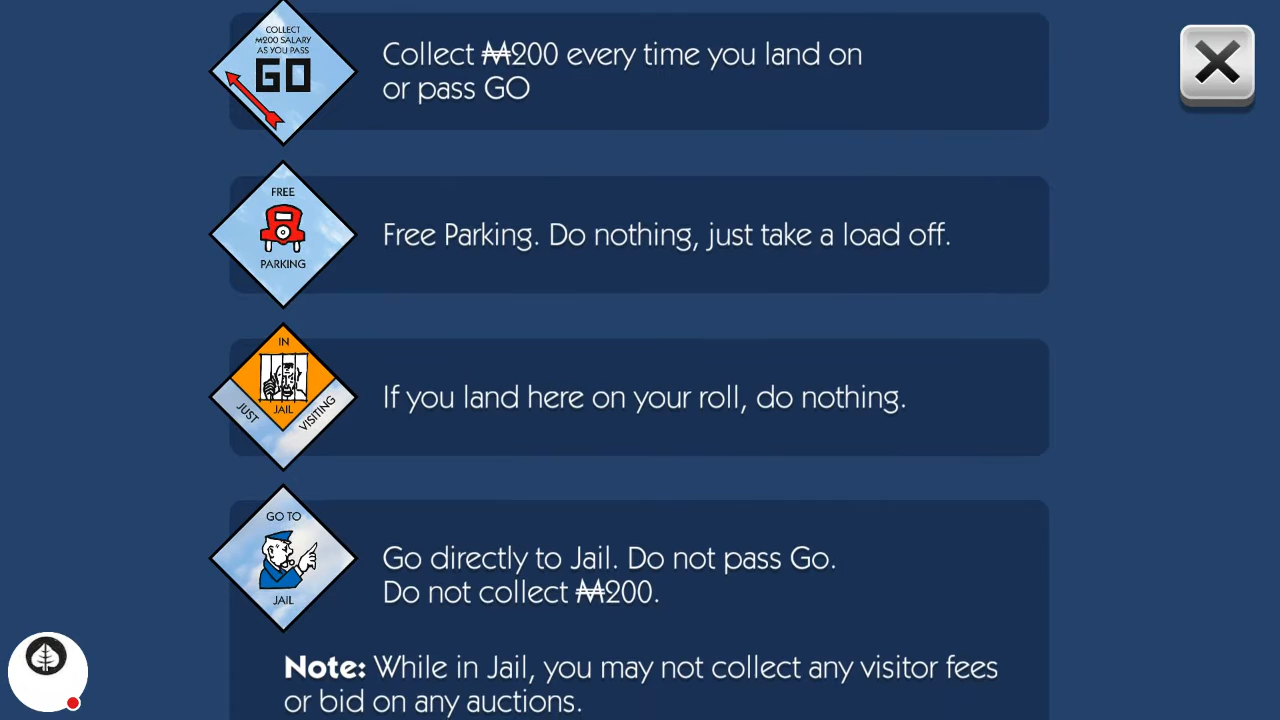 COLLECT
₩200 SALARY
AS YOU PASS
GO
Collect ₩200 every time you land on
or pass GO
FREE
PARKING
Free Parking. Do nothing, just take a load off.
IN
JAIL
JUST
VISITING
If you land here on your roll, do nothing.
GO TO
JAIL
Go directly to Jail. Do not pass Go.
Do not collect ₩200.
Note: While in Jail, you may not collect any visitor fees
or bid on any auctions.